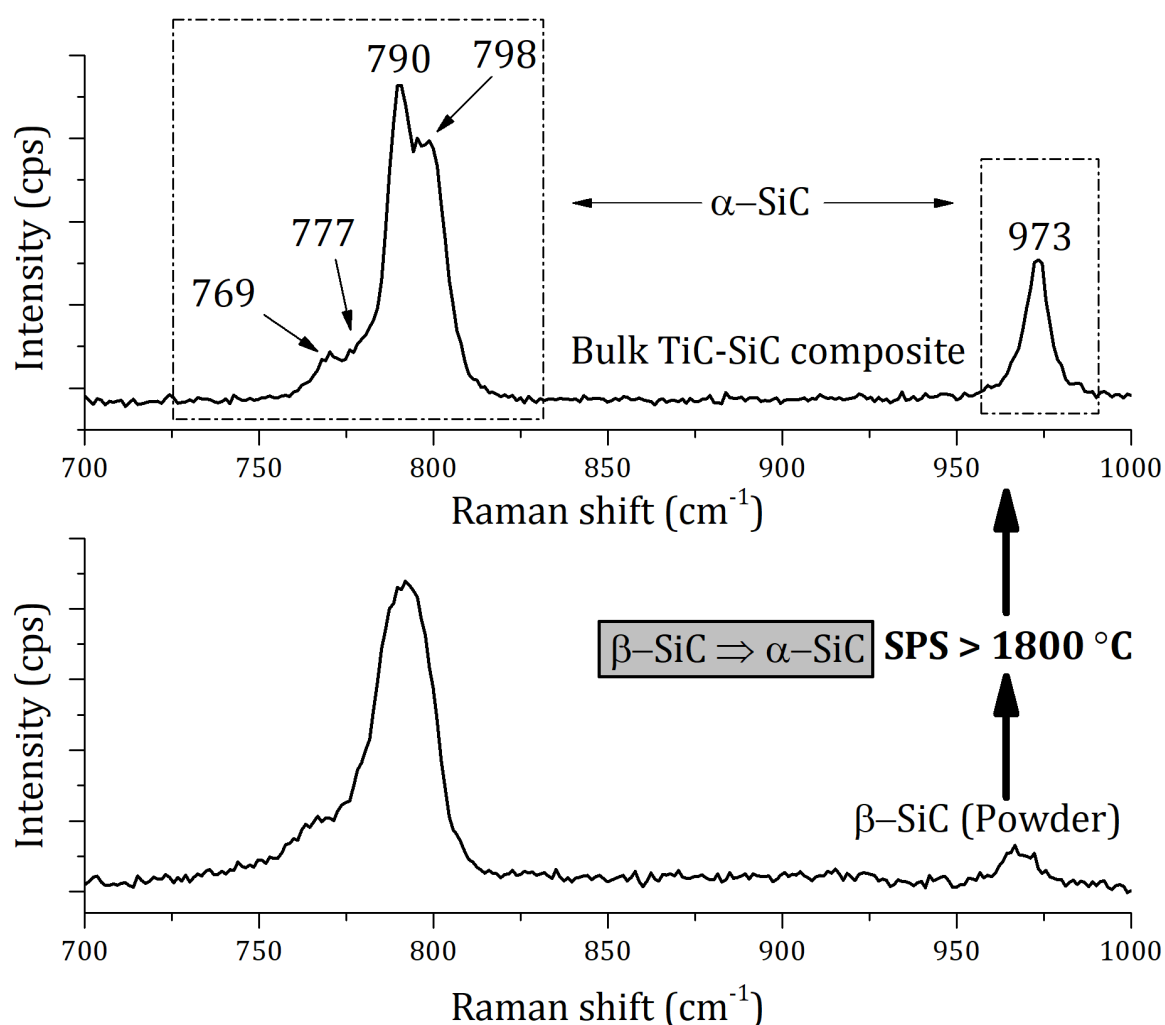 790
798
777
769
α–SiC
973
Bulk TiC-SiC composite
Intensity (cps)
700
750
800
850
900
950
1000
Raman shift (cm⁻¹)
β–SiC ⇒ α–SiC
SPS > 1800 °C
β–SiC (Powder)
Intensity (cps)
700
750
800
850
900
950
1000
Raman shift (cm⁻¹)